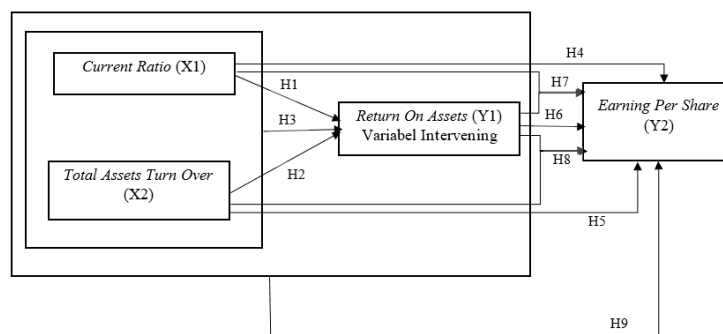 Current Ratio (X1)
H1
H3
H2
Total Assets Turn Over
(X2)
Return On Assets (Y1)
Variabel Intervening
H4
H7
H6
H8
H5
Earning Per Share
(Y2)
H9